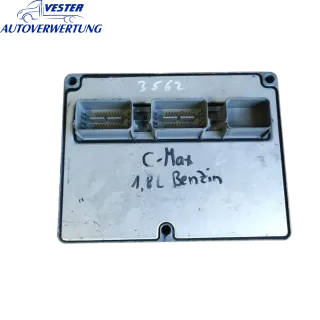 VESTER
AUTOVERWERTUNG
3562
C-Max
1,8L Benzin